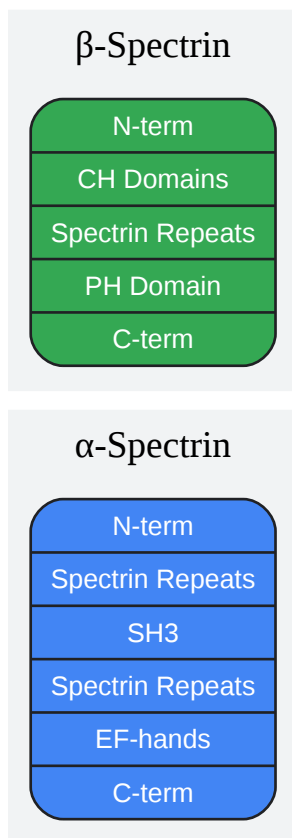 β-Spectrin
N-term
CH Domains
Spectrin Repeats
PH Domain
C-term
α-Spectrin
N-term
Spectrin Repeats
SH3
Spectrin Repeats
EF-hands
C-term